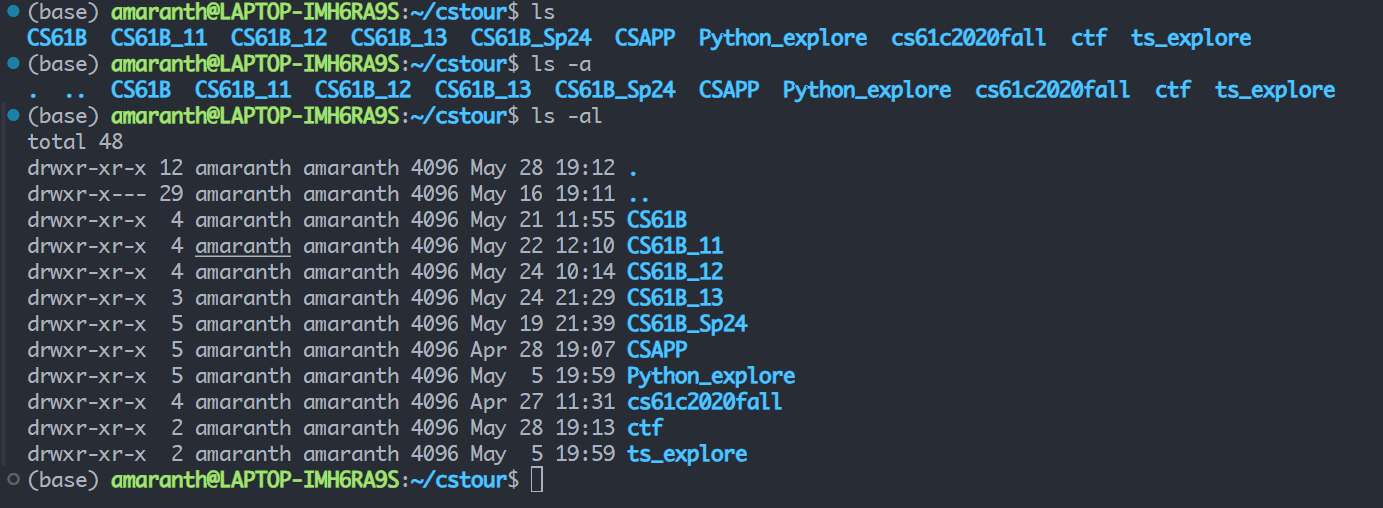 (base) amaranth@LAPTOP-IMH6RA9S:~/cstour$ ls
CS61B  CS61B_11  CS61B_12  CS61B_13  CS61B_Sp24  CSAPP  Python_explore  cs61c2020fall  ctf  ts_explore
(base) amaranth@LAPTOP-IMH6RA9S:~/cstour$ ls -a
.  ..  CS61B  CS61B_11  CS61B_12  CS61B_13  CS61B_Sp24  CSAPP  Python_explore  cs61c2020fall  ctf  ts_explore
(base) amaranth@LAPTOP-IMH6RA9S:~/cstour$ ls -al
total 48
drwxr-xr-x 12 amaranth amaranth 4096 May 28 19:12 .
drwxr-x--- 29 amaranth amaranth 4096 May 16 19:11 ..
drwxr-xr-x  4 amaranth amaranth 4096 May 21 11:55 CS61B
drwxr-xr-x  4 amaranth amaranth 4096 May 22 12:10 CS61B_11
drwxr-xr-x  4 amaranth amaranth 4096 May 24 10:14 CS61B_12
drwxr-xr-x  3 amaranth amaranth 4096 May 24 21:29 CS61B_13
drwxr-xr-x  5 amaranth amaranth 4096 May 19 21:39 CS61B_Sp24
drwxr-xr-x  5 amaranth amaranth 4096 Apr 28 19:07 CSAPP
drwxr-xr-x  5 amaranth amaranth 4096 May  5 19:59 Python_explore
drwxr-xr-x  4 amaranth amaranth 4096 Apr 27 11:31 cs61c2020fall
drwxr-xr-x  2 amaranth amaranth 4096 May 28 19:13 ctf
drwxr-xr-x  2 amaranth amaranth 4096 May  5 19:59 ts_explore
(base) amaranth@LAPTOP-IMH6RA9S:~/cstour$